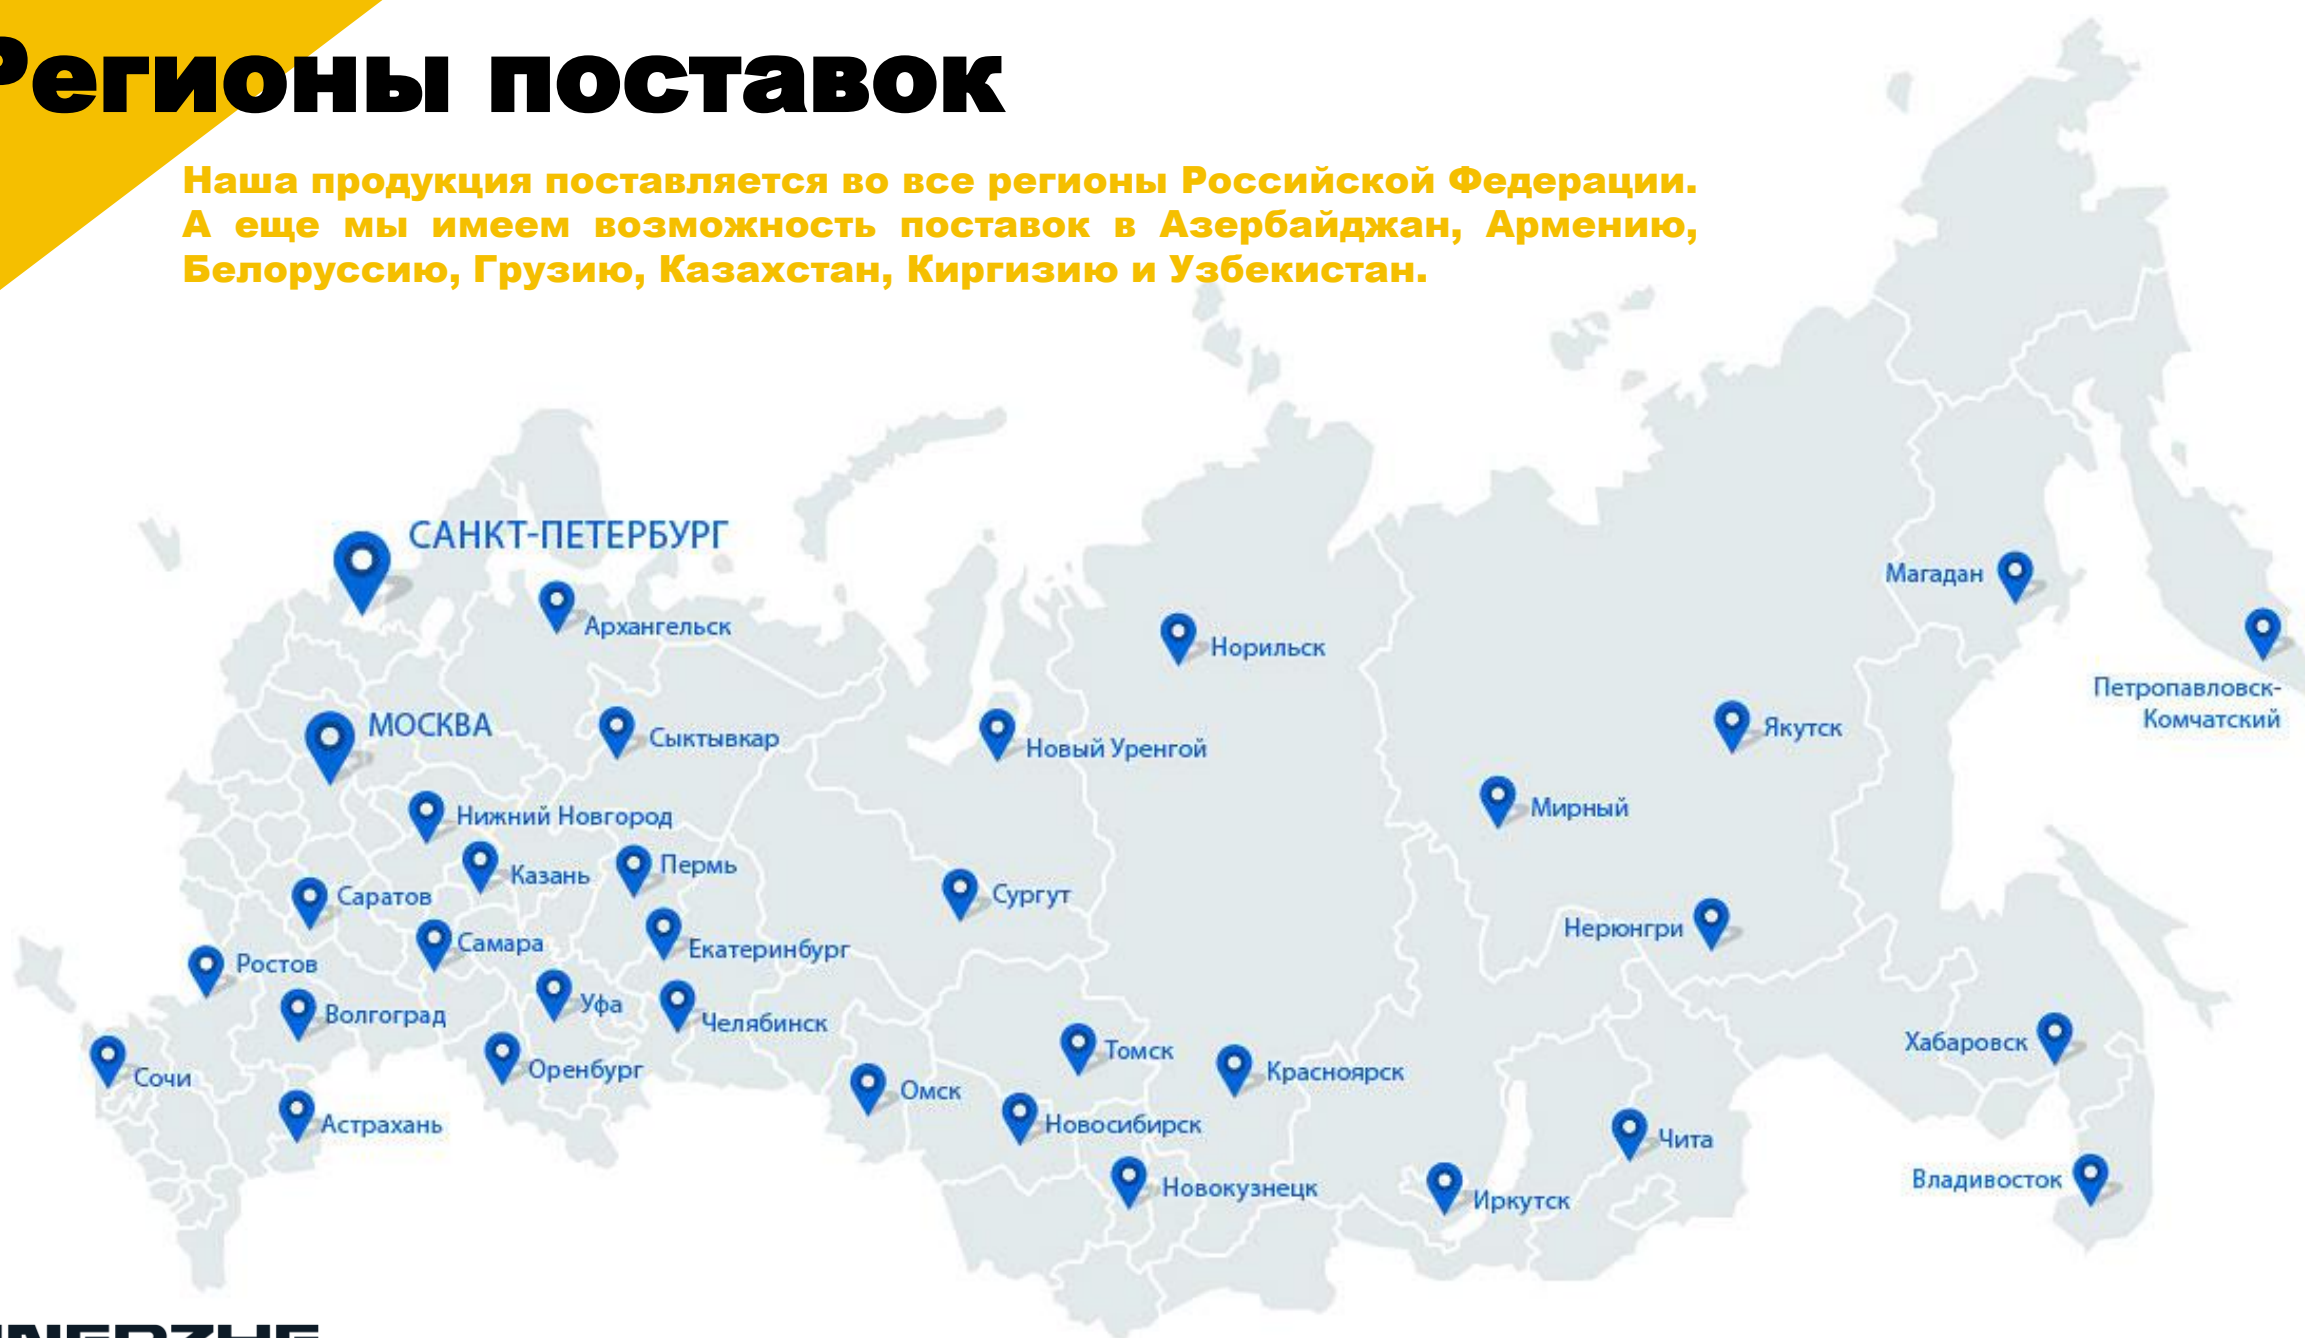 Регионы поставок
Наша продукция поставляется во все регионы Российской Федерации.
А еще мы имеем возможность поставок в Азербайджан, Армению,
Белоруссию, Грузию, Казахстан, Киргизию и Узбекистан.
САНКТ-ПЕТЕРБУРГ
Архангельск
Магадан
Норильск
Петропавловск-
Комчатский
МОСКВА
Сыктывкар
Новый Уренгой
Якутск
Мирный
Нижний Новгород
Казань
Пермь
Саратов
Сургут
Нерюнгри
Самара
Екатеринбург
Ростов
Уфа
Волгоград
Челябинск
Хабаровск
Томск
Красноярск
Оренбург
Сочи
Омск
Астрахань
Новосибирск
Чита
Владивосток
Новокузнецк
Иркутск